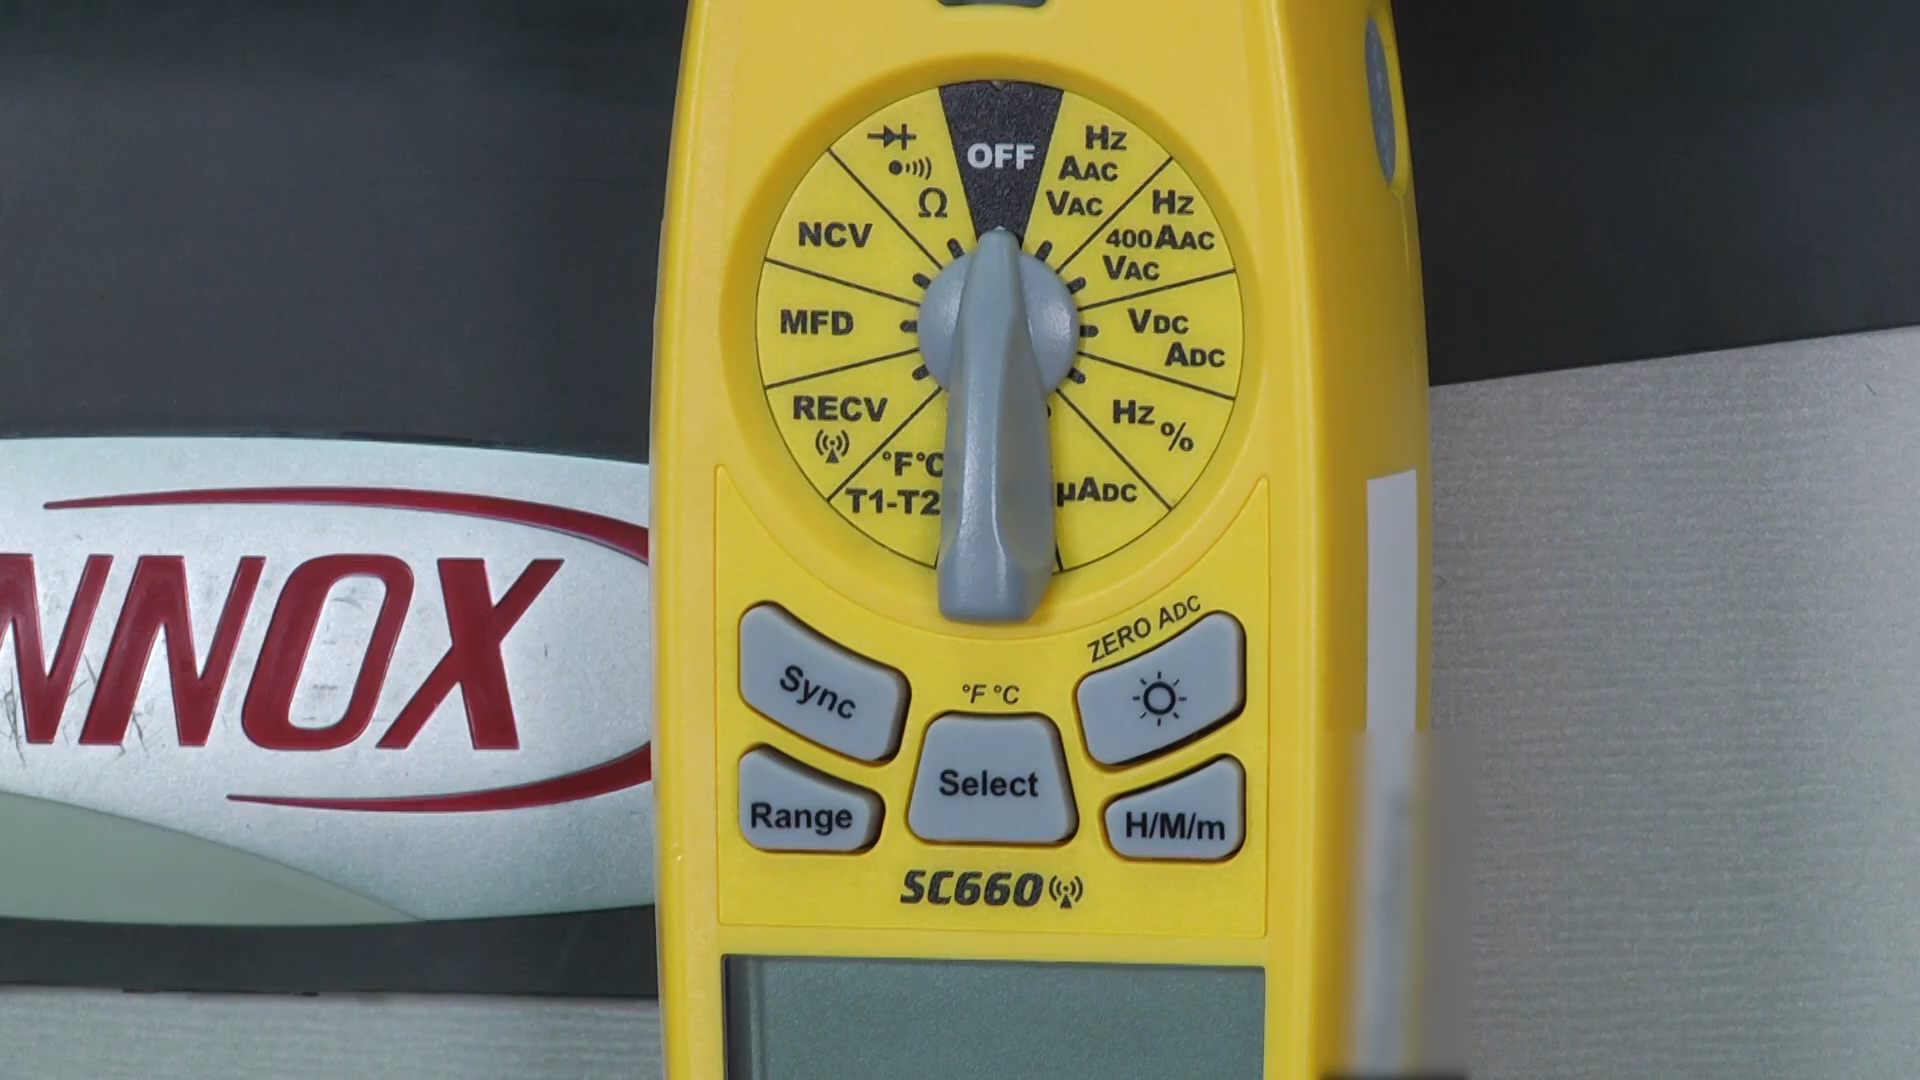 OFF
Hz
AAC
VAC
Hz
400AAC
VAC
VDC
ADC
Hz %
µADC
°F°C
T1-T2
RECV
MFD
NCV
Ω
NNOX
ZERO ADC
Sync
°F °C
Select
Range
H/M/m
SC660